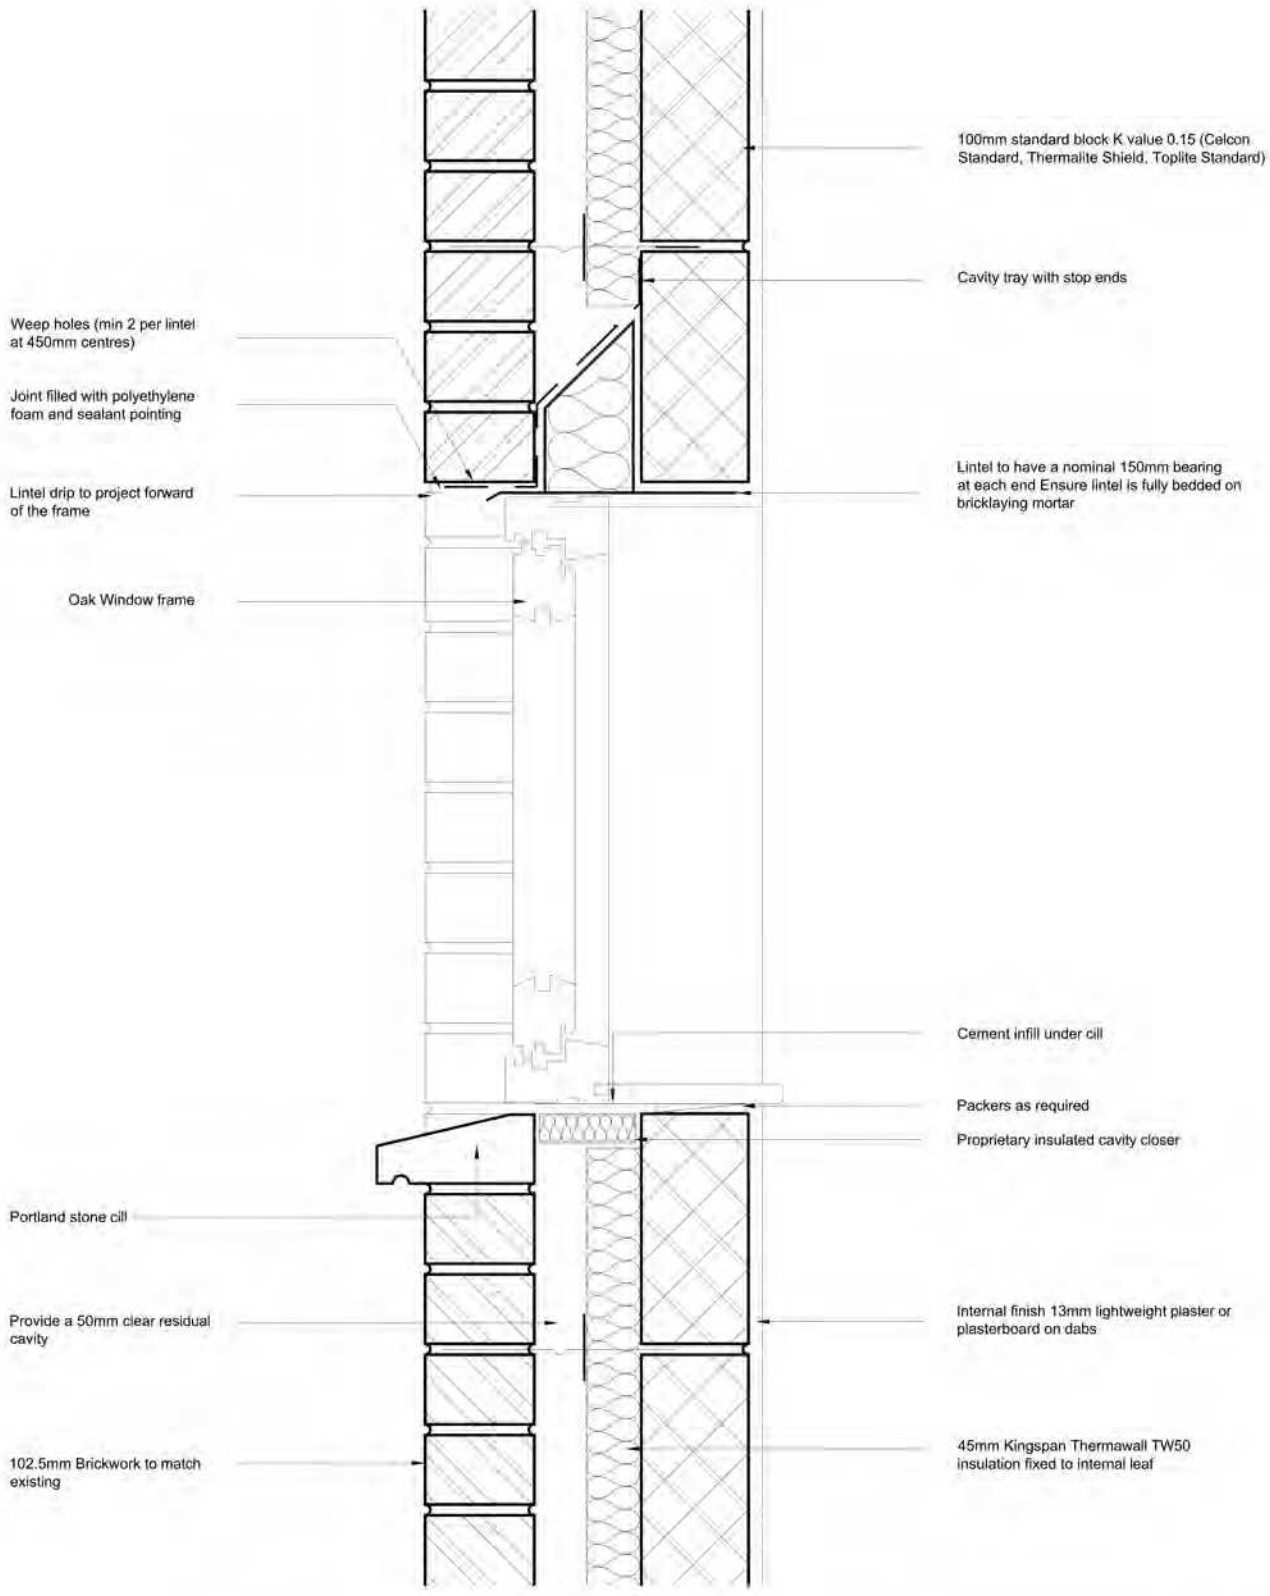 100mm standard block K value 0.15 (Celcon
Standard, Thermalite Shield, Toplite Standard)
Cavity tray with stop ends
Weep holes (min 2 per lintel
at 450mm centres)
Joint filled with polyethylene
foam and sealant pointing
Lintel drip to project forward
of the frame
Lintel to have a nominal 150mm bearing
at each end Ensure lintel is fully bedded on
bricklaying mortar
Oak Window frame
Cement infill under cill
Packers as required
Proprietary insulated cavity closer
Portland stone cill
Provide a 50mm clear residual
cavity
Internal finish 13mm lightweight plaster or
plasterboard on dabs
102.5mm Brickwork to match
existing
45mm Kingspan Thermawall TW50
insulation fixed to internal leaf